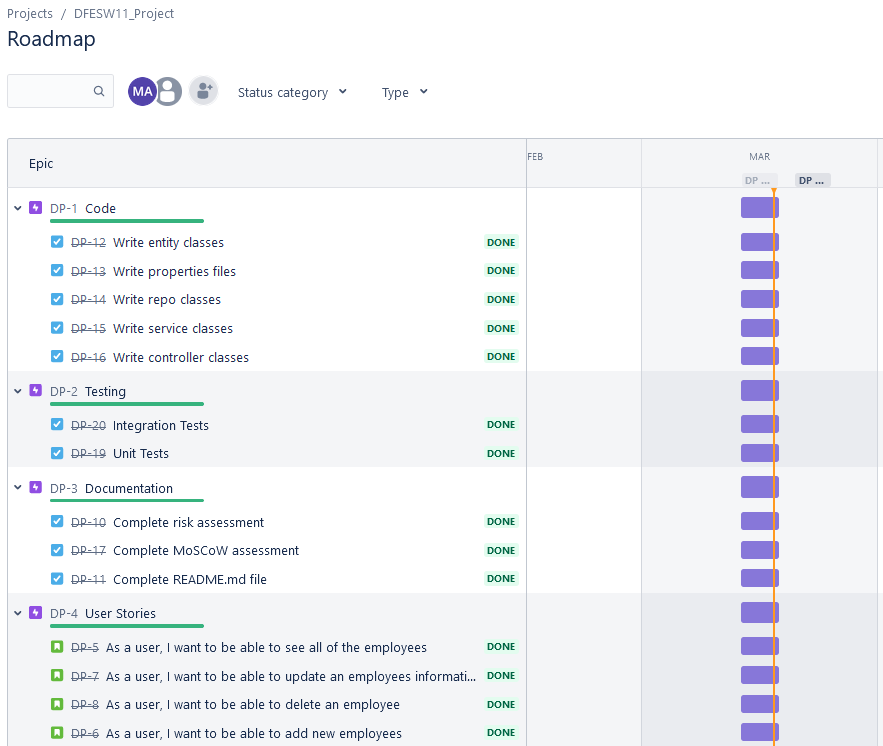 Projects / DFESW11_Project
Roadmap
MA Status category Type
Epic FEB MAR
DP ... DP ...
DP-1 Code
DP-12 Write entity classes DONE
DP-13 Write properties files DONE
DP-14 Write repo classes DONE
DP-15 Write service classes DONE
DP-16 Write controller classes DONE
DP-2 Testing
DP-20 Integration Tests DONE
DP-19 Unit Tests DONE
DP-3 Documentation
DP-10 Complete risk assessment DONE
DP-17 Complete MoSCoW assessment DONE
DP-11 Complete README.md file DONE
DP-4 User Stories
DP-5 As a user, I want to be able to see all of the employees DONE
DP-7 As a user, I want to be able to update an employees informati... DONE
DP-8 As a user, I want to be able to delete an employee DONE
DP-6 As a user, I want to be able to add new employees DONE